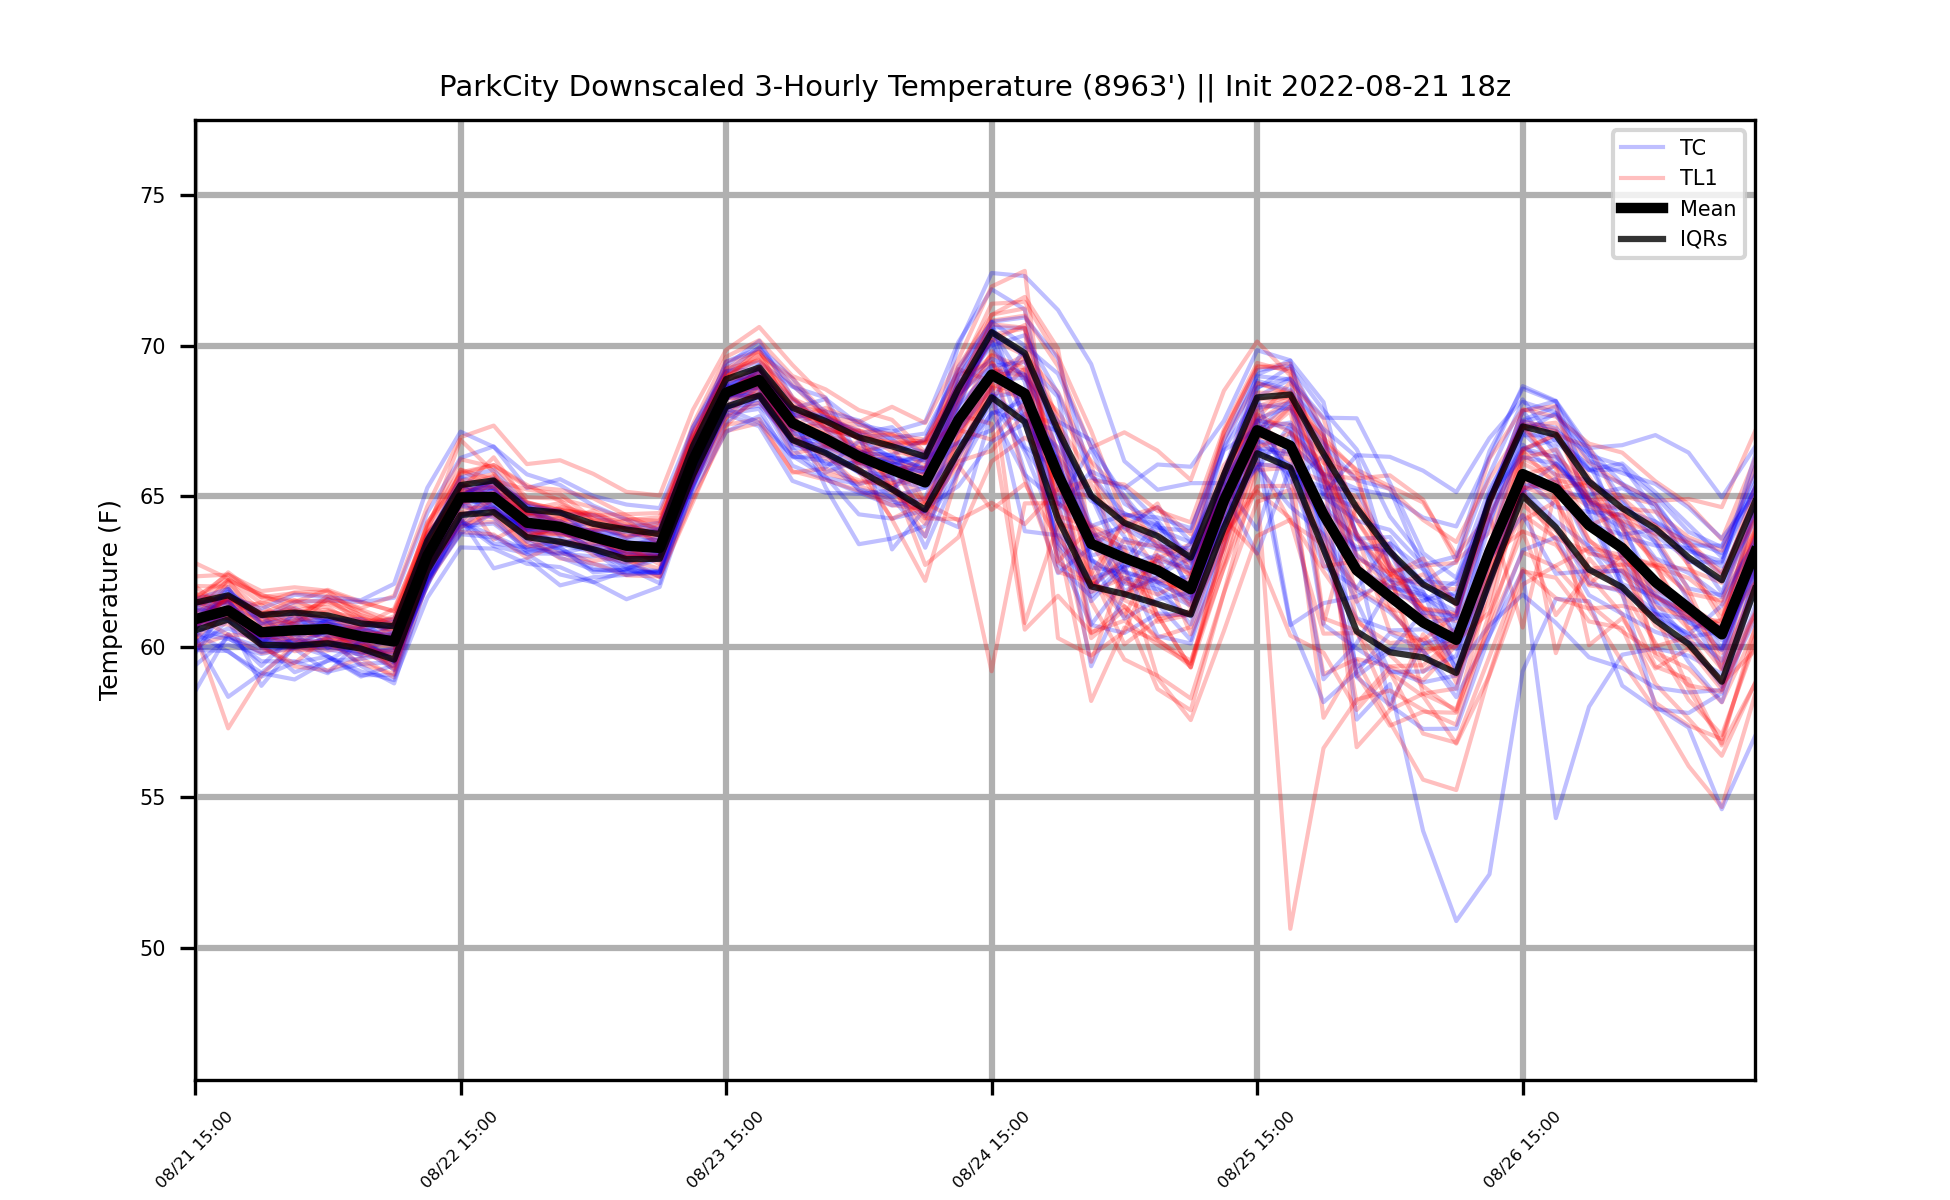 ParkCity Downscaled 3-Hourly Temperature (8963') || Init 2022-08-21 18z
TC
TL1
Mean
IQRs
75
70
65
60
55
50
Temperature (F)
08/21 15:00
08/22 15:00
08/23 15:00
08/24 15:00
08/25 15:00
08/26 15:00